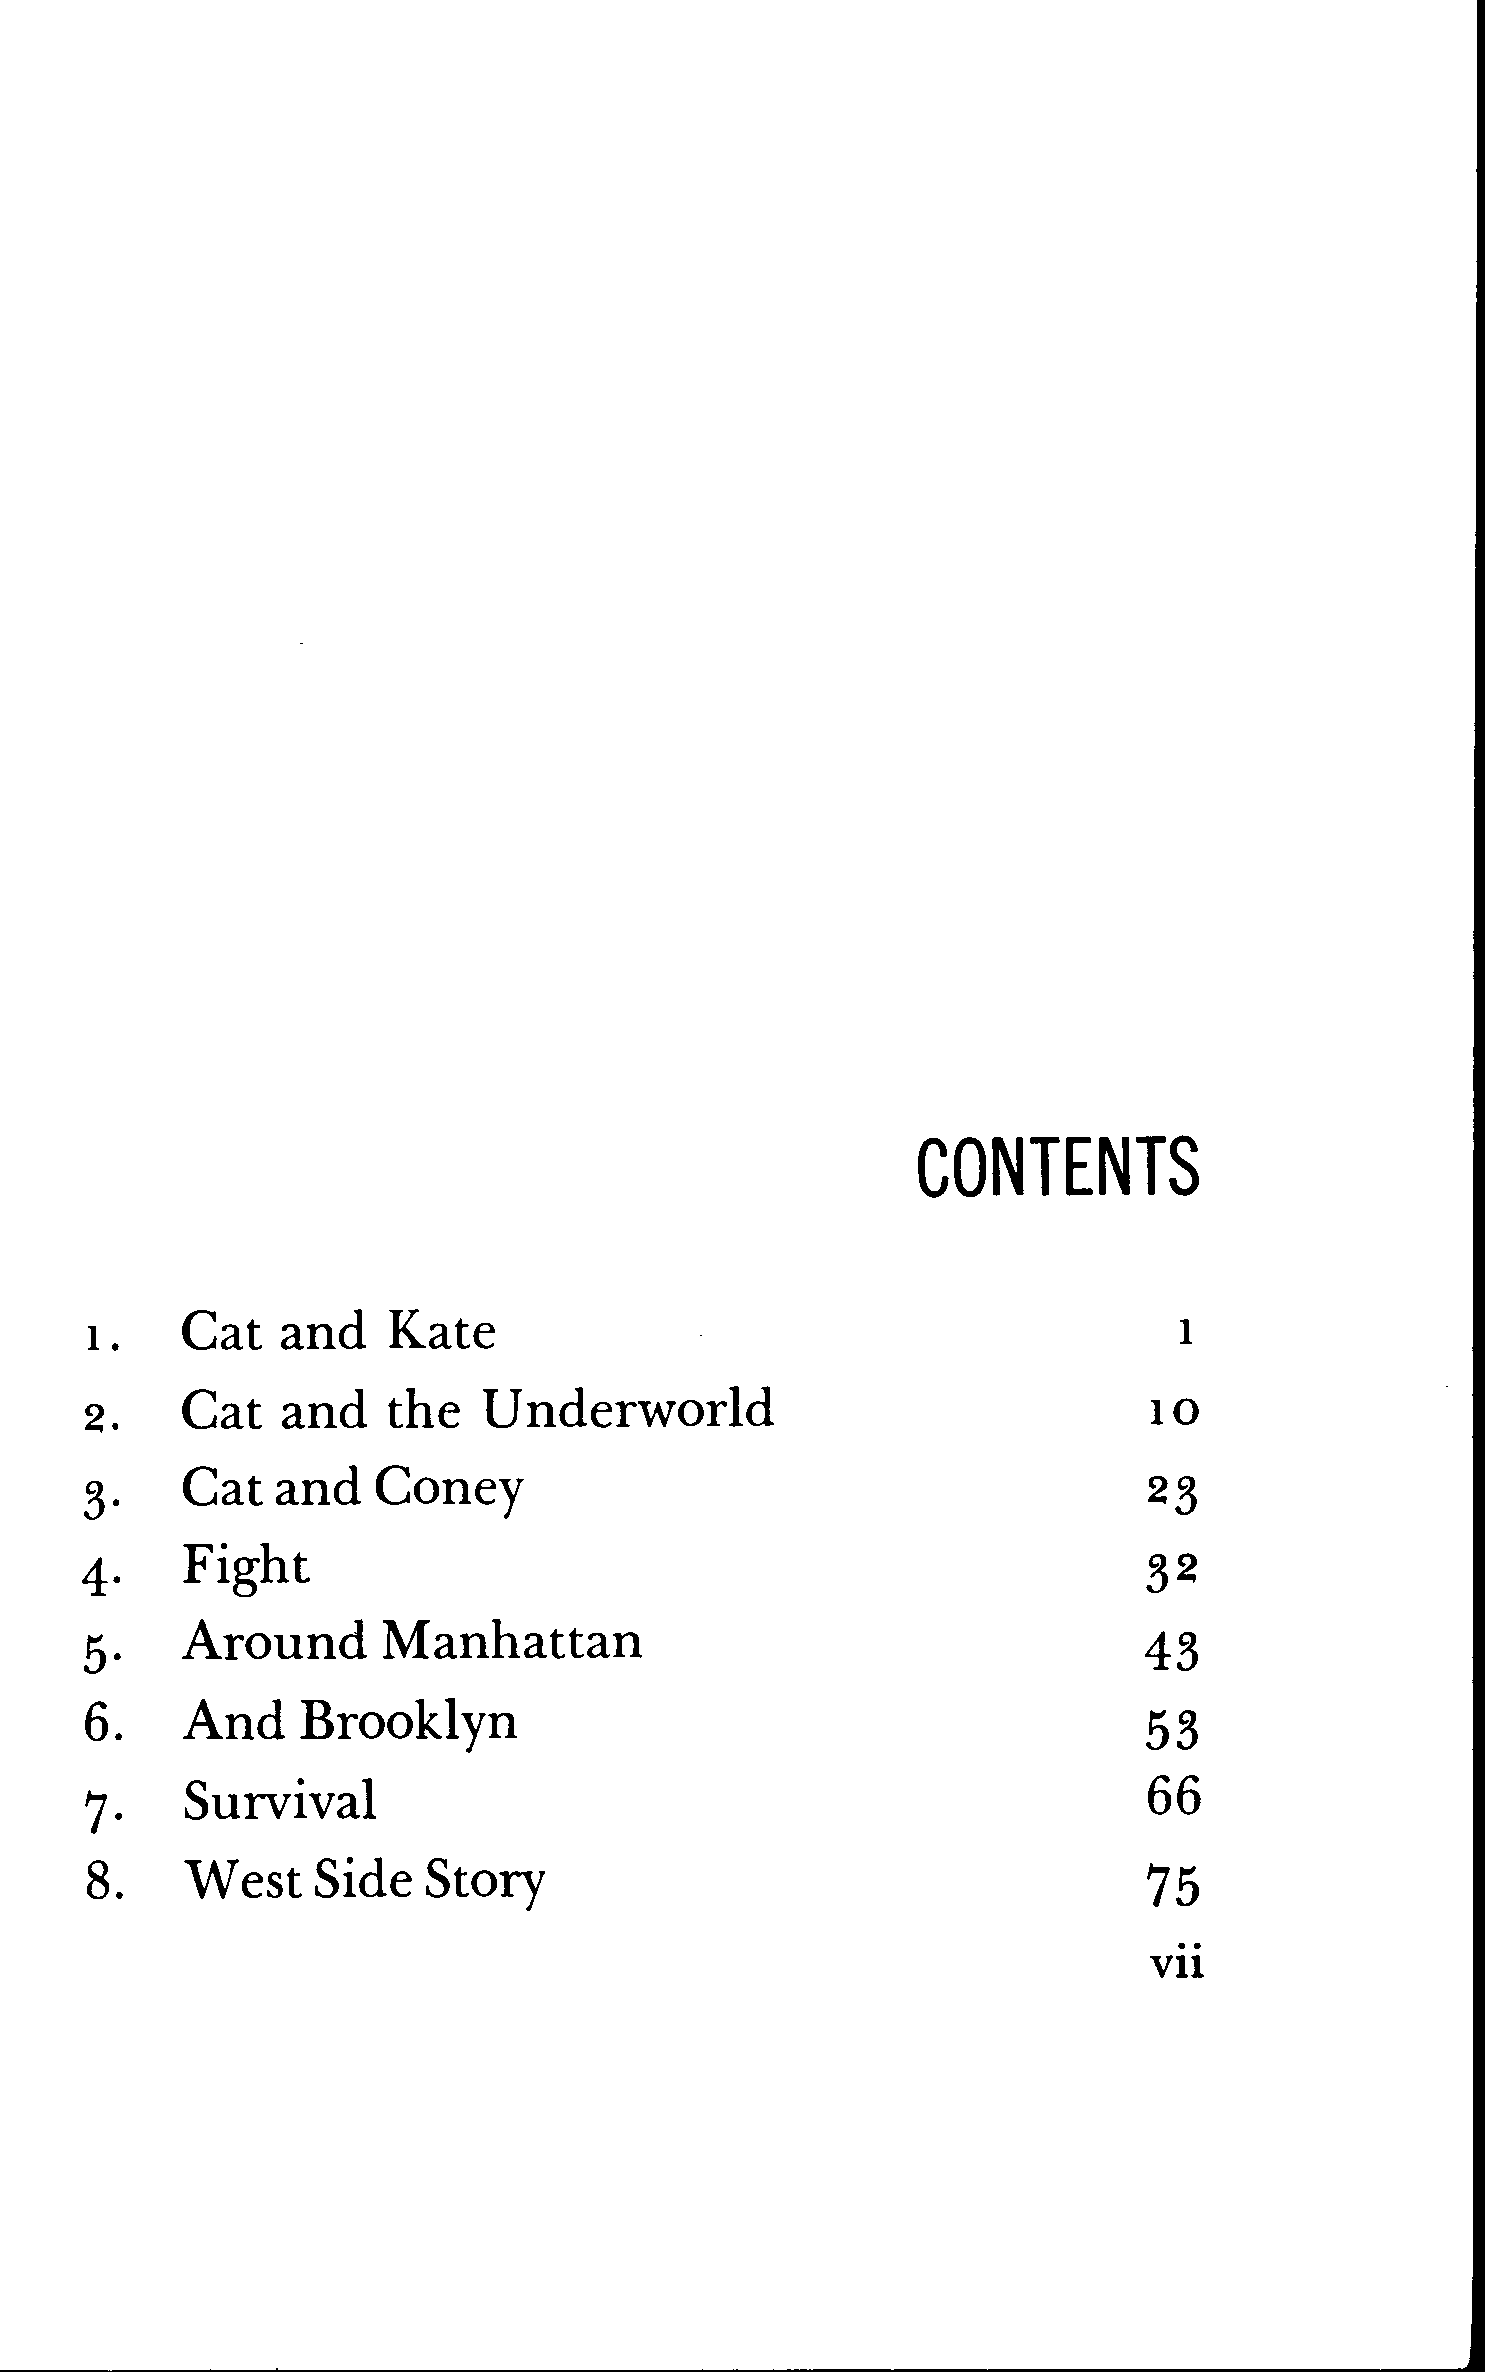 CONTENTS
1. Cat and Kate 1
2. Cat and the Underworld 10
3. Cat and Coney 23
4. Fight 32
5. Around Manhattan 43
6. And Brooklyn 53
7. Survival 66
8. West Side Story 75
vii